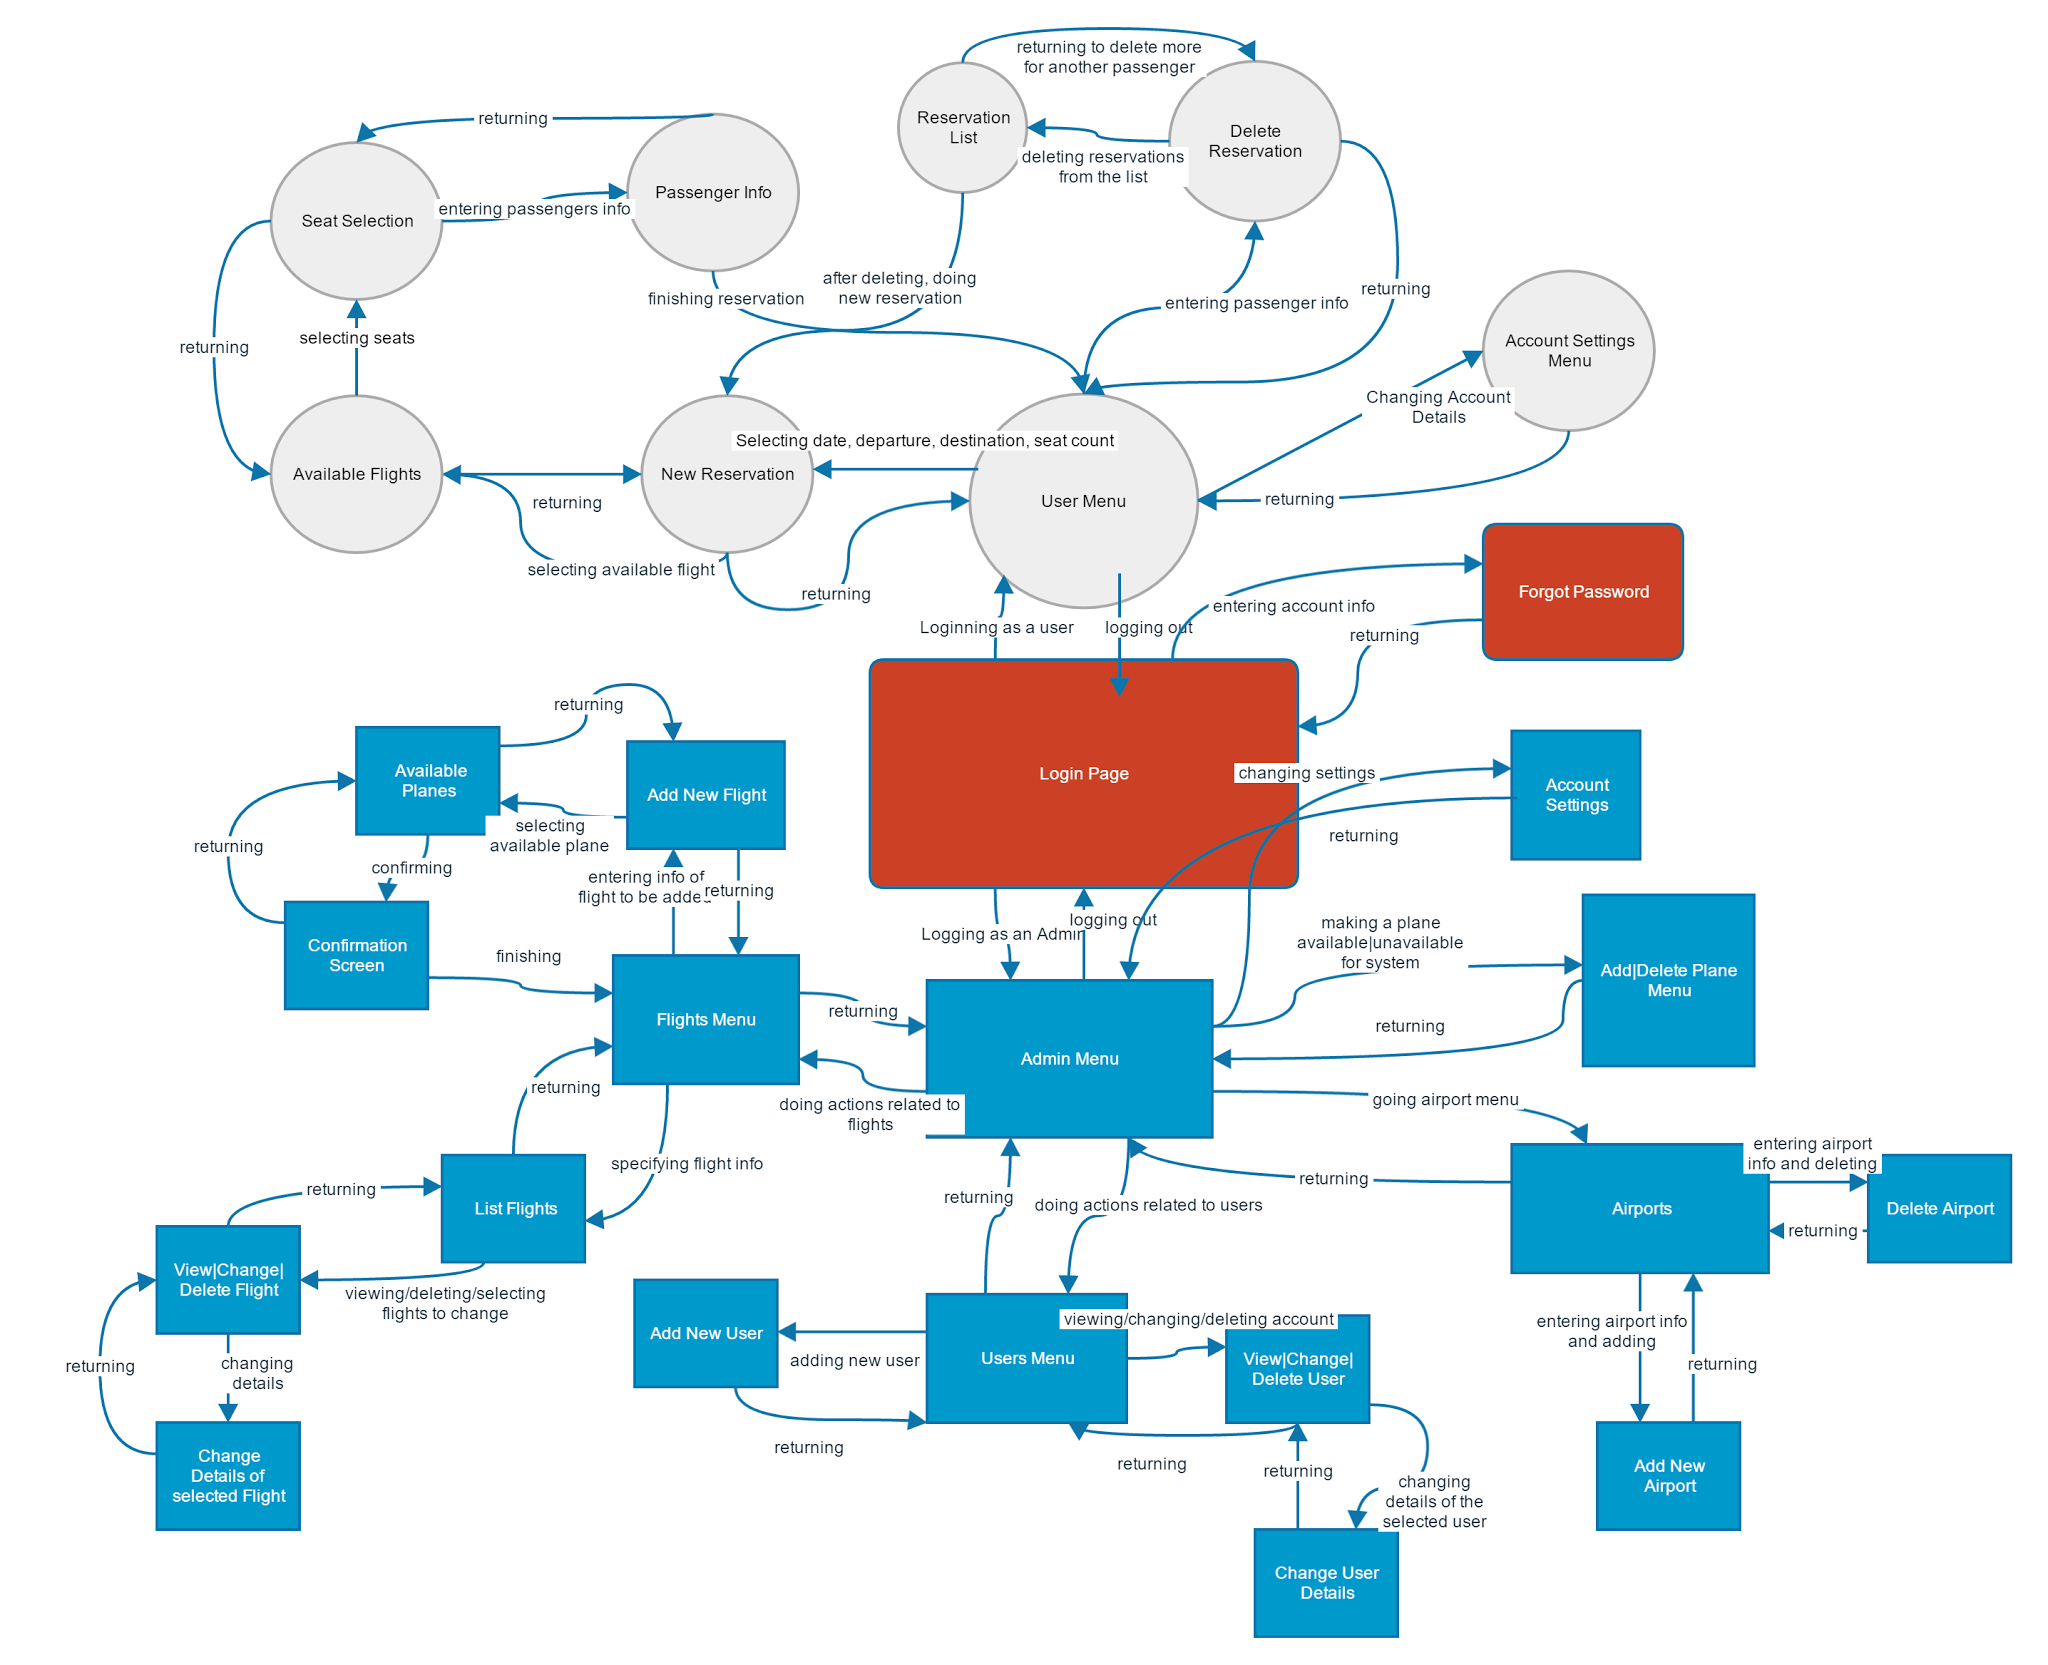 returning to delete more
for another passenger
Reservation
List
Delete
Reservation
deleting reservations
from the list
returning
Seat Selection
entering passengers info
Passenger Info
after deleting, doing
new reservation
finishing reservation
entering passenger info
returning
returning
selecting seats
Account Settings
Menu
Changing Account
Details
Selecting date, departure, destination, seat count
Available Flights
New Reservation
User Menu
returning
returning
selecting available flight
returning
Forgot Password
entering account info
Loginning as a user
logging out
returning
returning
Available
Planes
Add New Flight
Login Page
changing settings
Account
Settings
selecting
available plane
returning
returning
confirming
entering info of
flight to be added
returning
Logging as an Admin
logging out
making a plane
available|unavailable
for system
Confirmation
Screen
finishing
Add|Delete Plane
Menu
Flights Menu
returning
Admin Menu
returning
returning
doing actions related to
flights
going airport menu
specifying flight info
entering airport
info and deleting
returning
List Flights
returning
doing actions related to users
returning
Airports
Delete Airport
returning
View|Change|
Delete Flight
viewing/deleting/selecting
flights to change
Add New User
adding new user
Users Menu
viewing/changing/deleting account
View|Change|
Delete User
entering airport info
and adding
returning
returning
changing
details
returning
returning
returning
changing
details of the
selected user
Change
Details of
selected Flight
Add New
Airport
Change User
Details